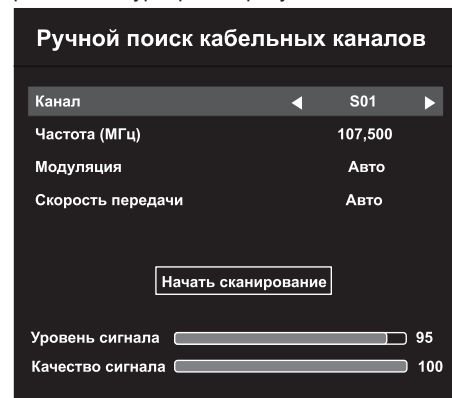 Ручной поиск кабельных каналов
Канал S01
Частота (МГц) 107,500
Модуляция Авто
Скорость передачи Авто
Начать сканирование
Уровень сигнала 95
Качество сигнала 100